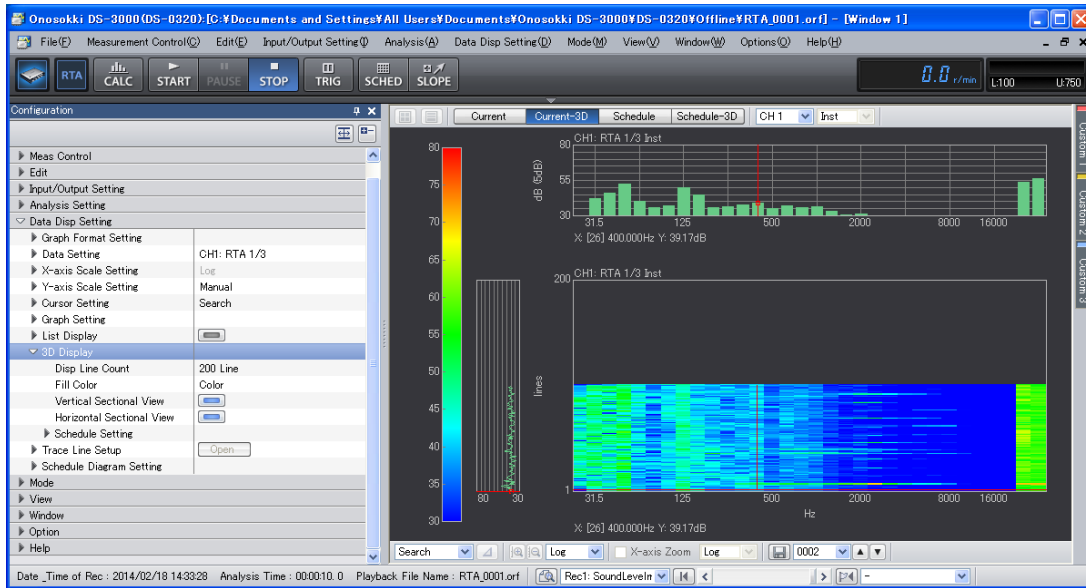 Onosokki DS-3000(DS-0320):[C:¥Documents and Settings¥All Users¥Documents¥Onosokki DS-3000¥DS-0320¥Offline¥RTA_0001.orf] - [Window 1]
File(F) Measurement Control(C) Edit(E) Input/Output Setting(I) Analysis(A) Data Disp Setting(D) Mode(M) View(V) Window(W) Options(O) Help(H)
RTA CALC START PAUSE STOP TRIG SCHED SLOPE 0.0 r/min L:100 U:750
Configuration
Current Current-3D Schedule Schedule-3D CH 1 Inst
Custom 1
Custom 2
Custom 3
Meas Control
Edit
Input/Output Setting
Analysis Setting
Data Disp Setting
Graph Format Setting
Data Setting CH1: RTA 1/3
X-axis Scale Setting Log
Y-axis Scale Setting Manual
Cursor Setting Search
Graph Setting
List Display
3D Display
Disp Line Count 200 Line
Fill Color Color
Vertical Sectional View
Horizontal Sectional View
Schedule Setting
Trace Line Setup Open
Schedule Diagram Setting
Mode
View
Window
Option
Help
80
75
70
65
60
55
50
45
40
35
30
CH1: RTA 1/3 Inst
80
55
30
dB (5dB)
31.5 125 500 2000 8000 16000
X: [26] 400.000Hz Y: 39.17dB
CH1: RTA 1/3 Inst
200
lines
1
80 30
31.5 125 500 2000 8000 16000
Hz
X: [26] 400.000Hz Y: 39.17dB
Search Log X-axis Zoom Log 0002
Date _Time of Rec : 2014/02/18 14:33:28 Analysis Time : 00:00:10. 0 Playback File Name : RTA_0001.orf Rec1: SoundLevelm -